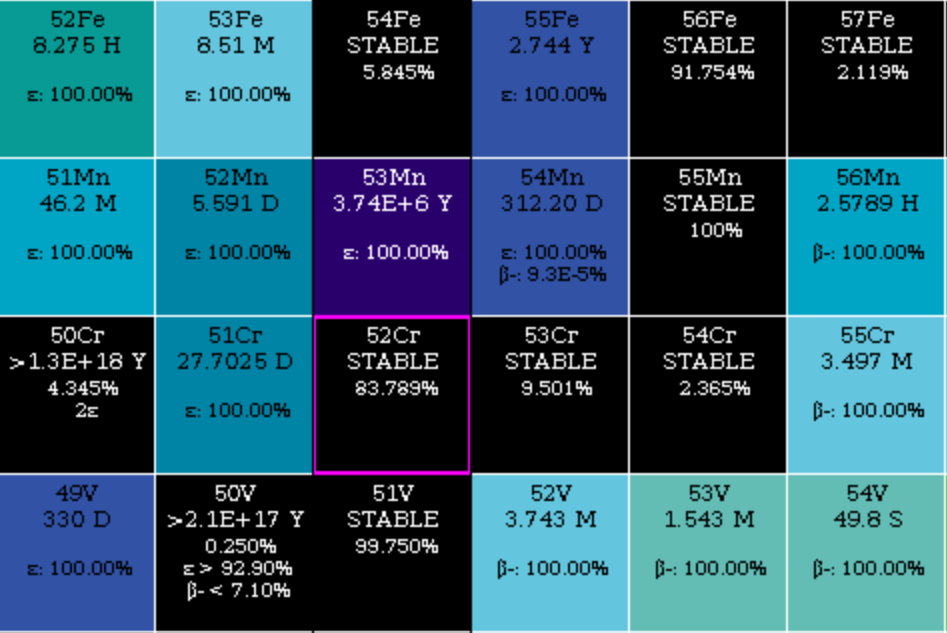 52Fe
8.275 H
ε: 100.00%
53Fe
8.51 M
ε: 100.00%
54Fe
STABLE
5.845%
55Fe
2.744 Y
ε: 100.00%
56Fe
STABLE
91.754%
57Fe
STABLE
2.119%
51Mn
46.2 M
ε: 100.00%
52Mn
5.591 D
ε: 100.00%
53Mn
3.74E+6 Y
ε: 100.00%
54Mn
312.20 D
ε: 100.00%
β-: 9.3E-5%
55Mn
STABLE
100%
56Mn
2.5789 H
β-: 100.00%
50Cr
>1.3E+18 Y
4.345%
2ε
51Cr
27.7025 D
ε: 100.00%
52Cr
STABLE
83.789%
53Cr
STABLE
9.501%
54Cr
STABLE
2.365%
55Cr
3.497 M
β-: 100.00%
49V
330 D
ε: 100.00%
50V
>2.1E+17 Y
0.250%
ε > 92.90%
β- < 7.10%
51V
STABLE
99.750%
52V
3.743 M
β-: 100.00%
53V
1.543 M
β-: 100.00%
54V
49.8 S
β-: 100.00%